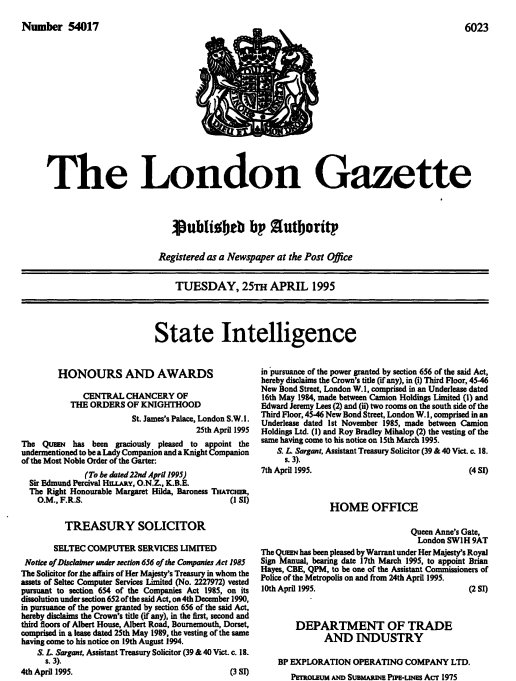 Number 54017
6023
DIEU ET MON DROIT
The London Gazette
Published by Authority
Registered as a Newspaper at the Post Office
TUESDAY, 25TH APRIL 1995
State Intelligence
HONOURS AND AWARDS
CENTRAL CHANCERY OF
THE ORDERS OF KNIGHTHOOD
St. James's Palace, London S.W.1.
25th April 1995
The QUEEN has been graciously pleased to appoint the
undermentioned to be a Lady Companion and a Knight Companion
of the Most Noble Order of the Garter:
(To be dated 22nd April 1995)
Sir Edmund Percival HILLARY, O.N.Z., K.B.E.
The Right Honourable Margaret Hilda, Baroness THATCHER,
O.M., F.R.S. (1 SI)
TREASURY SOLICITOR
SELTEC COMPUTER SERVICES LIMITED
Notice of Disclaimer under section 656 of the Companies Act 1985
The Solicitor for the affairs of Her Majesty's Treasury in whom the
assets of Seltec Computer Services Limited (No. 2227972) vested
pursuant to section 654 of the Companies Act 1985, on its
dissolution under section 652 of the said Act, on 4th December 1990,
in pursuance of the power granted by section 656 of the said Act,
hereby disclaims the Crown's title (if any), in the first, second and
third floors of Albert House, Albert Road, Bournemouth, Dorset,
comprised in a lease dated 25th May 1989, the vesting of the same
having come to his notice on 19th August 1994.
S. L. Sargant, Assistant Treasury Solicitor (39 & 40 Vict. c. 18.
s. 3).
4th April 1995. (3 SI)
in pursuance of the power granted by section 656 of the said Act,
hereby disclaims the Crown's title (if any), in (i) Third Floor, 45-46
New Bond Street, London W.1, comprised in an Underlease dated
16th May 1984, made between Camion Holdings Limited (1) and
Edward Jeremy Lees (2) and (ii) two rooms on the south side of the
Third Floor, 45-46 New Bond Street, London W.1, comprised in an
Underlease dated 1st November 1985, made between Camion
Holdings Ltd. (1) and Roy Bradley Mihalop (2) the vesting of the
same having come to his notice on 15th March 1995.
S. L. Sargant, Assistant Treasury Solicitor (39 & 40 Vict. c. 18.
s. 3).
7th April 1995. (4 SI)
HOME OFFICE
Queen Anne's Gate,
London SW1H 9AT
The QUEEN has been pleased by Warrant under Her Majesty's Royal
Sign Manual, bearing date 17th March 1995, to appoint Brian
Hayes, CBE, QPM, to be one of the Assistant Commissioners of
Police of the Metropolis on and from 24th April 1995.
10th April 1995. (2 SI)
DEPARTMENT OF TRADE
AND INDUSTRY
BP EXPLORATION OPERATING COMPANY LTD.
PETROLEUM AND SUBMARINE PIPE-LINES ACT 1975